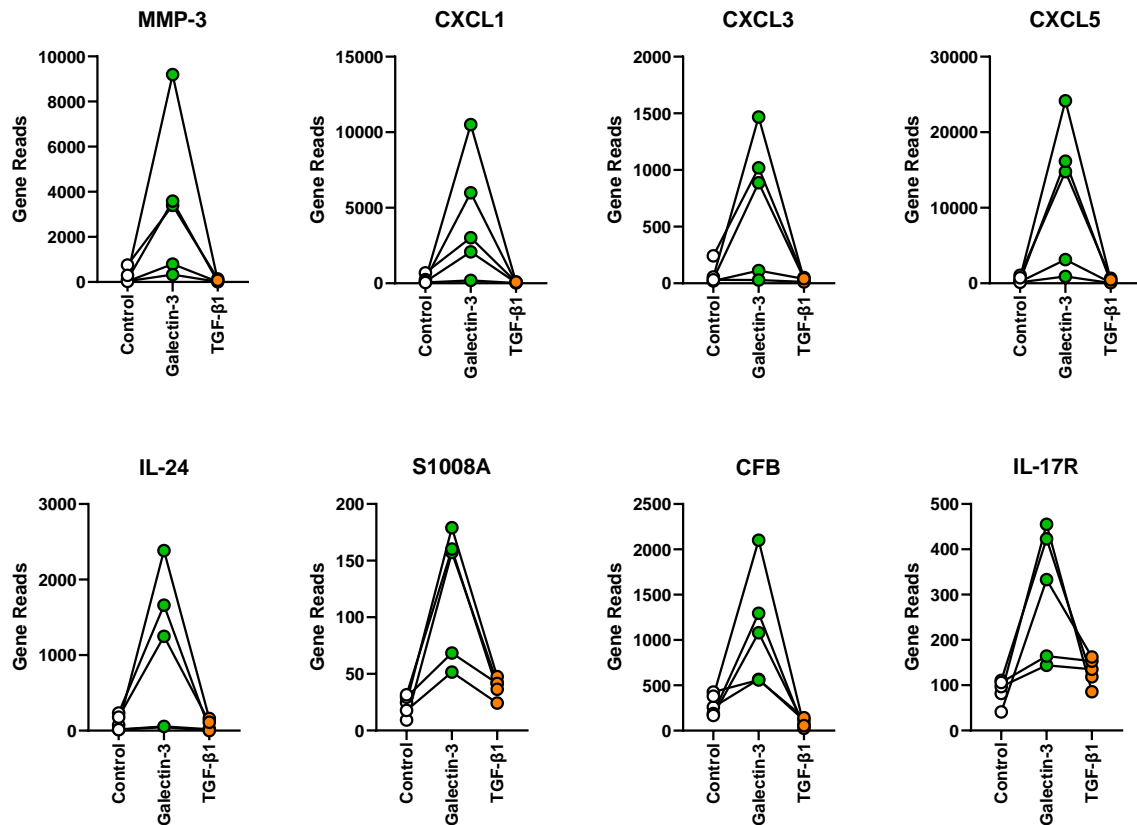 MMP-3
CXCL1
CXCL3
CXCL5
Gene Reads
10000
8000
6000
4000
2000
0
Control
Galectin-3
TGF-β1
Gene Reads
15000
10000
5000
0
Control
Galectin-3
TGF-β1
Gene Reads
2000
1500
1000
500
0
Control
Galectin-3
TGF-β1
Gene Reads
30000
20000
10000
0
Control
Galectin-3
TGF-β1
IL-24
S1008A
CFB
IL-17R
Gene Reads
3000
2000
1000
0
Control
Galectin-3
TGF-β1
Gene Reads
200
150
100
50
0
Control
Galectin-3
TGF-β1
Gene Reads
2500
2000
1500
1000
500
0
Control
Galectin-3
TGF-β1
Gene Reads
500
400
300
200
100
0
Control
Galectin-3
TGF-β1